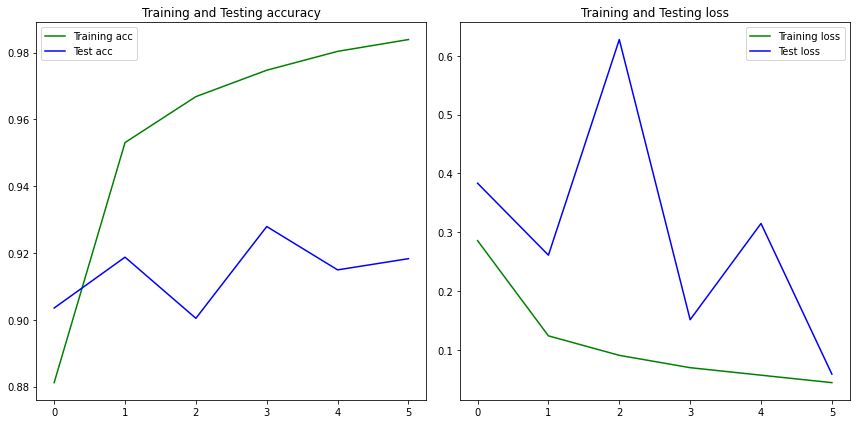 Training and Testing accuracy
Training acc
Test acc
0.98
0.96
0.94
0.92
0.90
0.88
0 1 2 3 4 5
Training and Testing loss
Training loss
Test loss
0.6
0.5
0.4
0.3
0.2
0.1
0 1 2 3 4 5